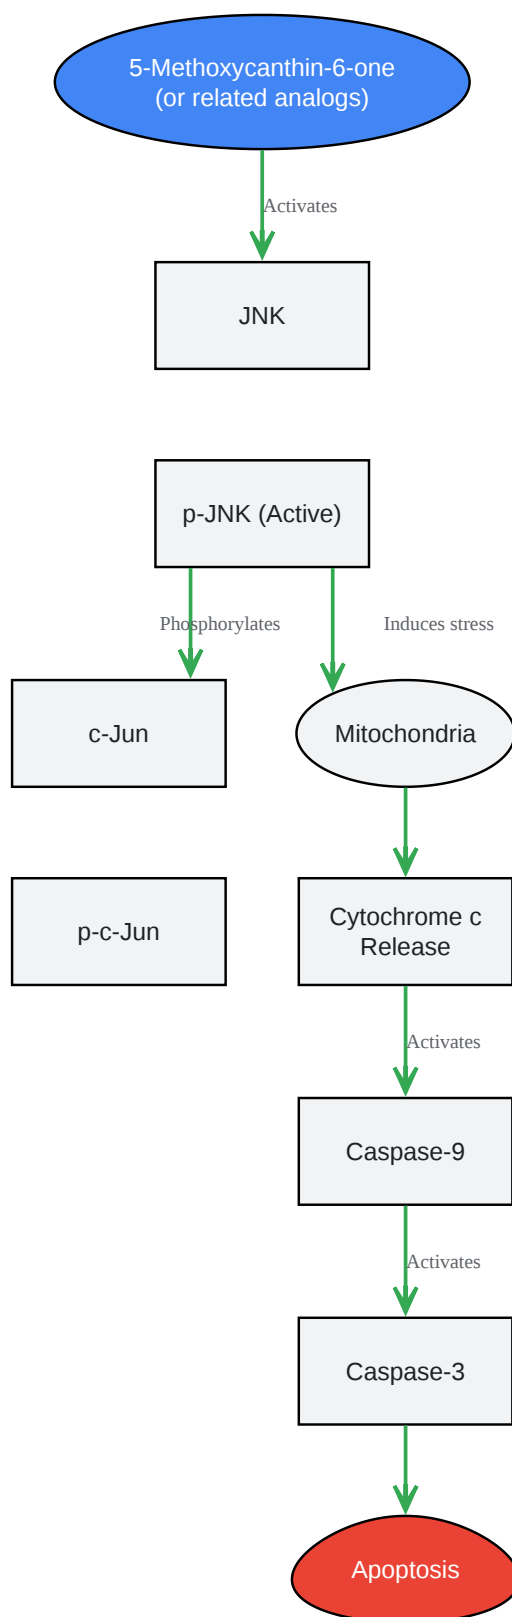 5-Methoxycanthin-6-one
(or related analogs)
Activates
JNK
p-JNK (Active)
Phosphorylates
Induces stress
c-Jun
Mitochondria
p-c-Jun
Cytochrome c
Release
Activates
Caspase-9
Activates
Caspase-3
Apoptosis